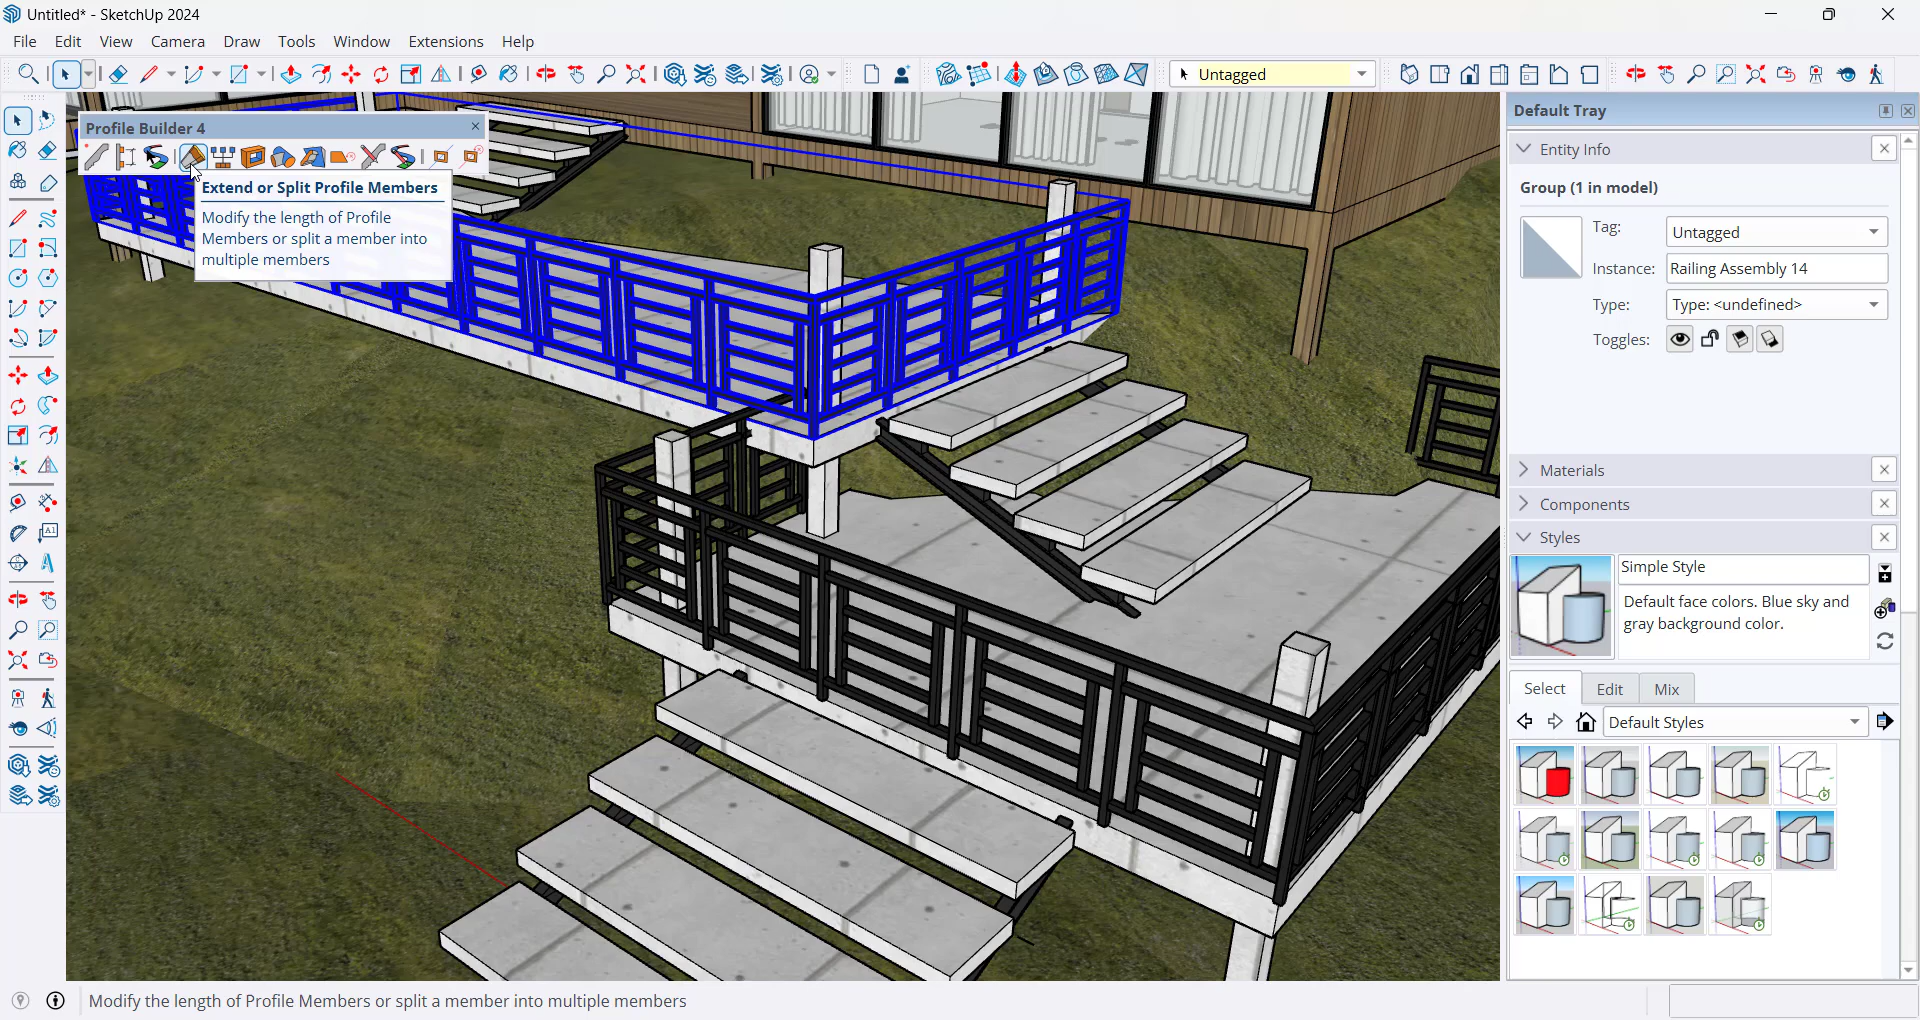 Untitled* - SketchUp 2024
File Edit View Camera Draw Tools Window Extensions Help
Untagged
Profile Builder 4
Extend or Split Profile Members
Modify the length of Profile
Members or split a member into
multiple members
Default Tray
Entity Info
Group (1 in model)
Tag: Untagged
Instance: Railing Assembly 14
Type: Type: <undefined>
Toggles:
Materials
Components
Styles
Simple Style
Default face colors. Blue sky and
gray background color.
Select Edit Mix
Default Styles
Modify the length of Profile Members or split a member into multiple members